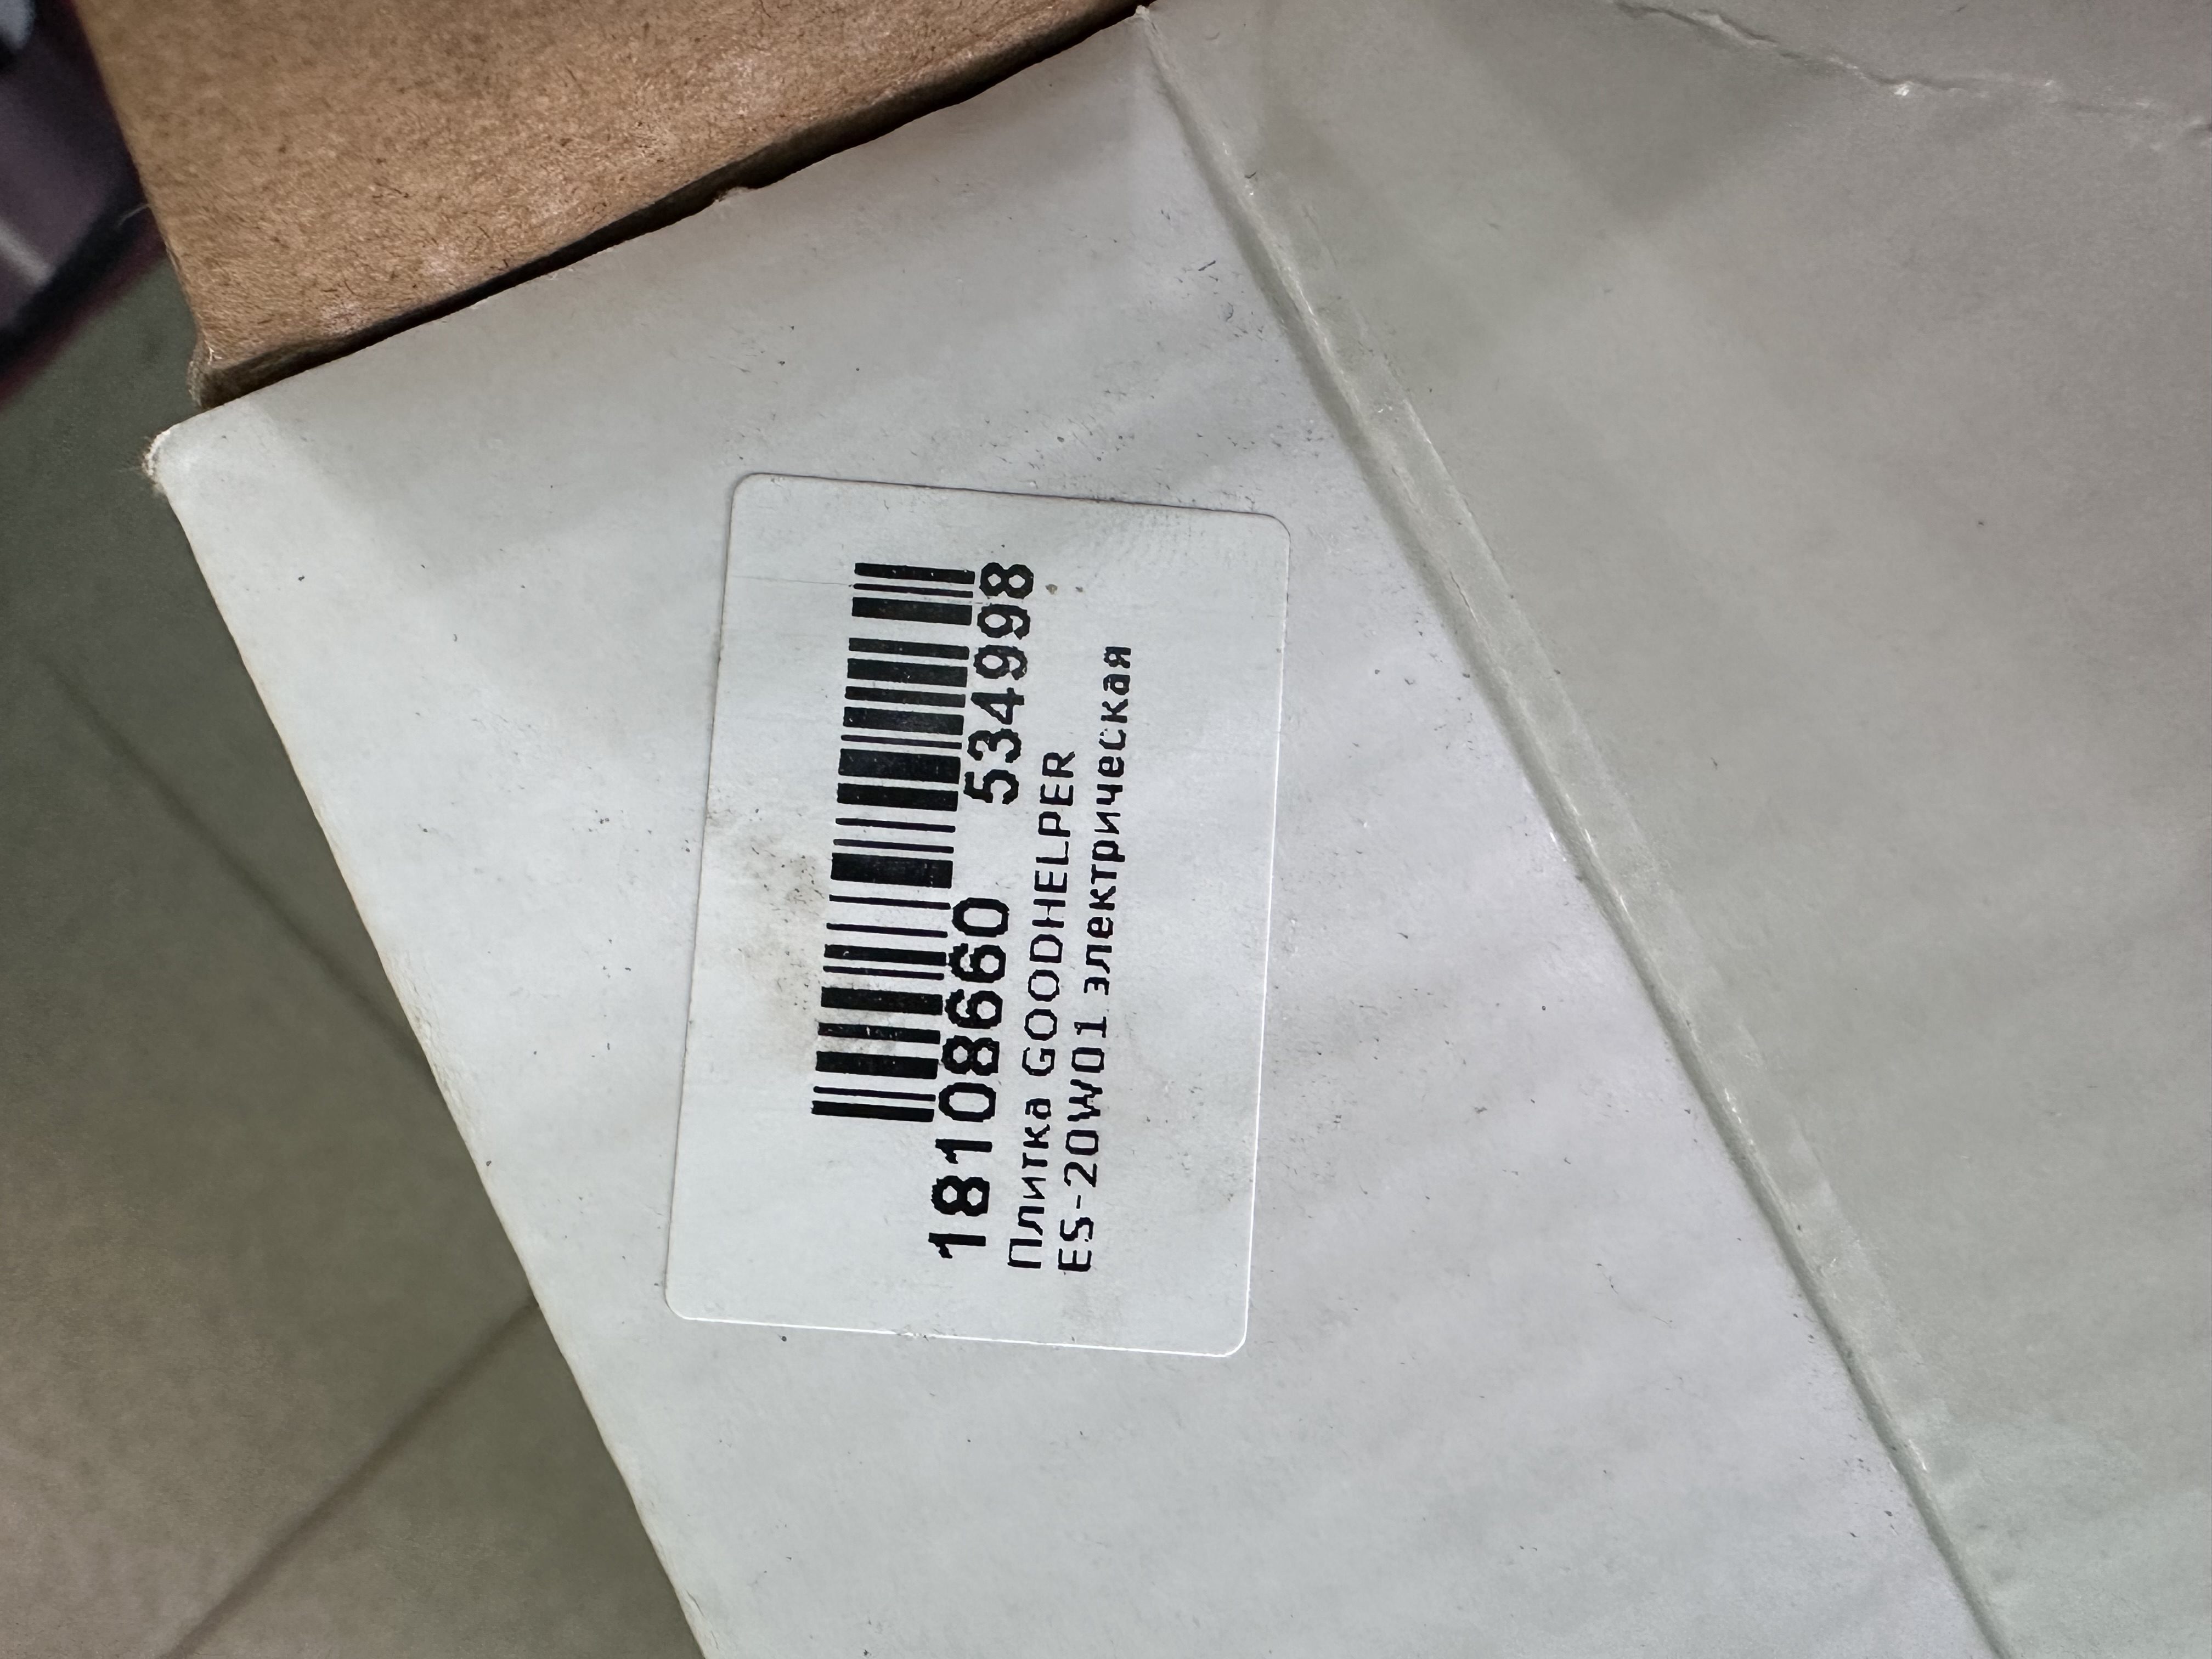 18108660 534998
Плитка GOODHELPER
ES-20W01 электрическая